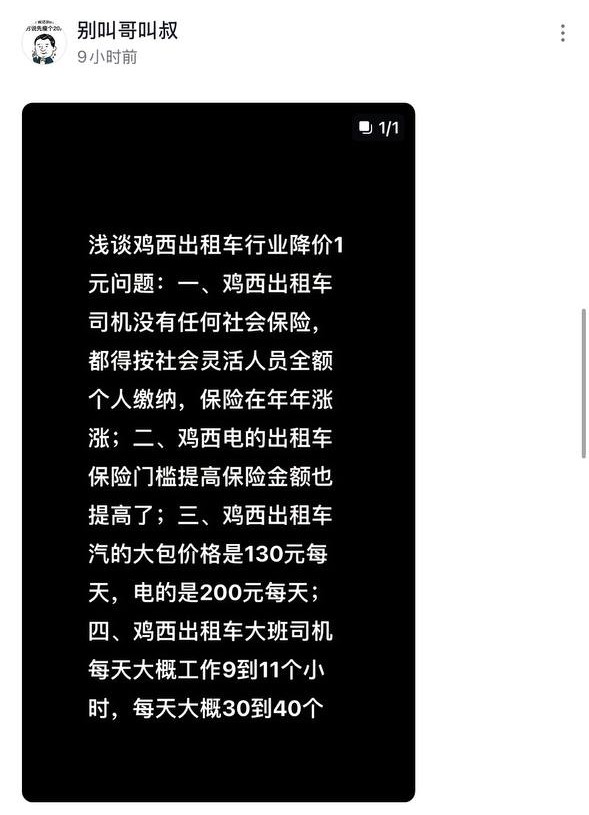 别叫哥叫叔
9小时前
1/1
浅谈鸡西出租车行业降价1
元问题：一、鸡西出租车
司机没有任何社会保险，
都得按社会灵活人员全额
个人缴纳，保险在年年涨
涨；二、鸡西电的出租车
保险门槛提高保险金额也
提高了；三、鸡西出租车
汽的大包价格是130元每
天，电的是200元每天；
四、鸡西出租车大班司机
每天大概工作9到11个小
时，每天大概30到40个